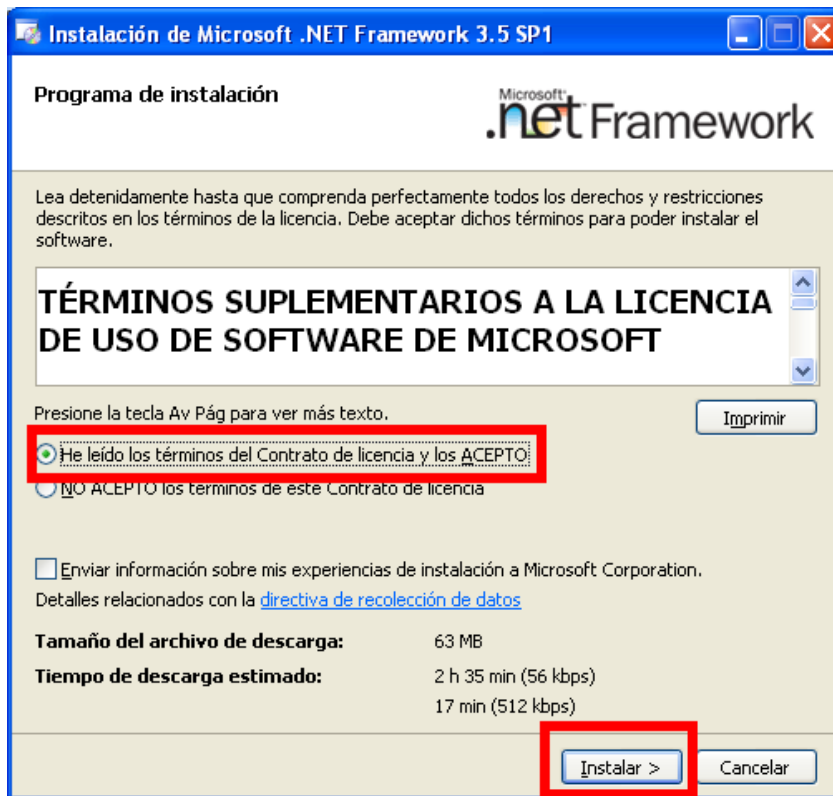 Instalación de Microsoft .NET Framework 3.5 SP1
Programa de instalación
Microsoft
.net Framework
Lea detenidamente hasta que comprenda perfectamente todos los derechos y restricciones
descritos en los términos de la licencia. Debe aceptar dichos términos para poder instalar el
software.
TÉRMINOS SUPLEMENTARIOS A LA LICENCIA
DE USO DE SOFTWARE DE MICROSOFT
Presione la tecla Av Pág para ver más texto.
Imprimir
He leído los términos del Contrato de licencia y los ACEPTO
NO ACEPTO los términos de este Contrato de licencia
Enviar información sobre mis experiencias de instalación a Microsoft Corporation.
Detalles relacionados con la directiva de recolección de datos
Tamaño del archivo de descarga: 63 MB
Tiempo de descarga estimado: 2 h 35 min (56 kbps)
17 min (512 kbps)
Instalar > Cancelar